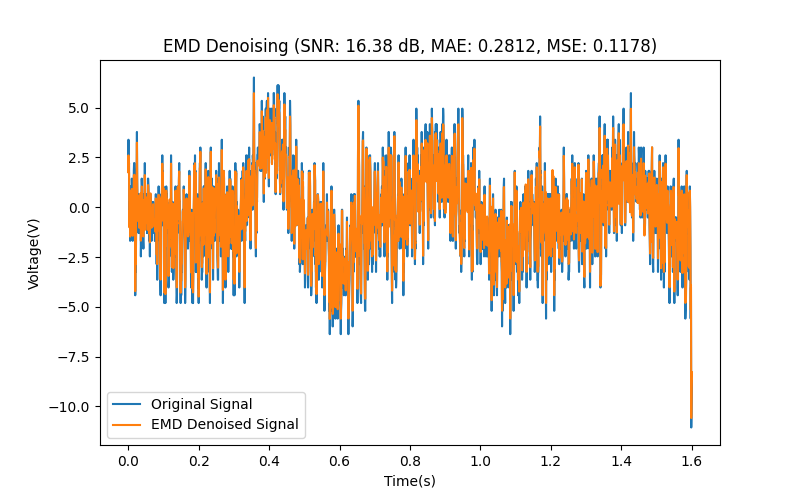 EMD Denoising (SNR: 16.38 dB, MAE: 0.2812, MSE: 0.1178)
5.0
2.5
0.0
−2.5
−5.0
−7.5
−10.0
Voltage(V)
Original Signal
EMD Denoised Signal
0.0 0.2 0.4 0.6 0.8 1.0 1.2 1.4 1.6
Time(s)